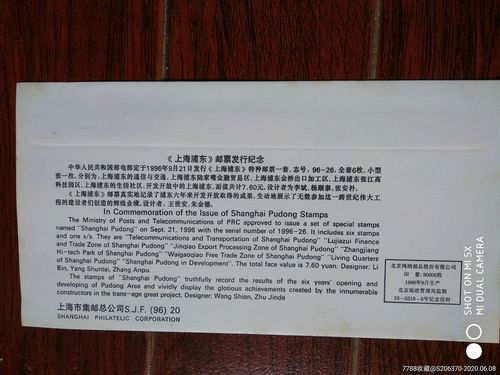 《上海浦东》邮票发行纪念
中华人民共和国邮电部定于1996年9月21日发行《上海浦东》特种邮票一套，志号：96-26，全套6枚，小型
张一枚，分别为：上海浦东的通信与交通、上海浦东陆家嘴金融贸易区、上海浦东金桥出口加工区、上海浦东张江高
科技园区、上海浦东的生活社区、开发开放中的上海浦东，面值共计7.60元。设计者为李斌、杨顺泰、张安朴。
《上海浦东》邮票真实地记录了浦东六年来开发开放取得的成果，生动地展示了无数参加这一跨世纪伟大工
程的建设者们创造的辉煌业绩。设计者：王世安、朱金德。
In Commemoration of the Issue of Shanghai Pudong Stamps
The Ministry of Posts and Telecommunications of PRC approved to issue a set of special stamps
named "Shanghai Pudong" on Sept. 21, 1996 with the serial number of 1996-26. It includes six stamps
and one s/s. They are "Telecommunications and Transportation of Shanghai Pudong" "Lujiazui Finance
and Trade Zone of Shanghai Pudong" "Jinqiao Export Processing Zone of Shanghai Pudong" "Zhangjiang
Hi-tech Park of Shanghai Pudong" "Waigaoqiao Free Trade Zone of Shanghai Pudong" "Living Quarters
of Shanghai Pudong" "Shanghai Pudong in Development". The total face value is 7.60 yuan. Designer: Li
Bin, Yang Shuntai, Zhang Anpu.
The stamps of "Shanghai Pudong" truthfully record the results of the six years' opening and
developing of Pudong Area and vividly display the glotious achievements created by the innumerable
constructors in the trans-age great project. Designer: Wang Shian, Zhu Jinde
上海市集邮总公司S.J.F. (96) 20
SHANGHAI PHILATELIC CORPORATION
北京邮票品股份有限公司
印量：80000枚
1996年9月生产
北京邮政管理局监制
10-0318-6号纪念信封
SHOT ON MI 5X
MI DUAL CAMERA
7788收藏@S206370-2020.06.08